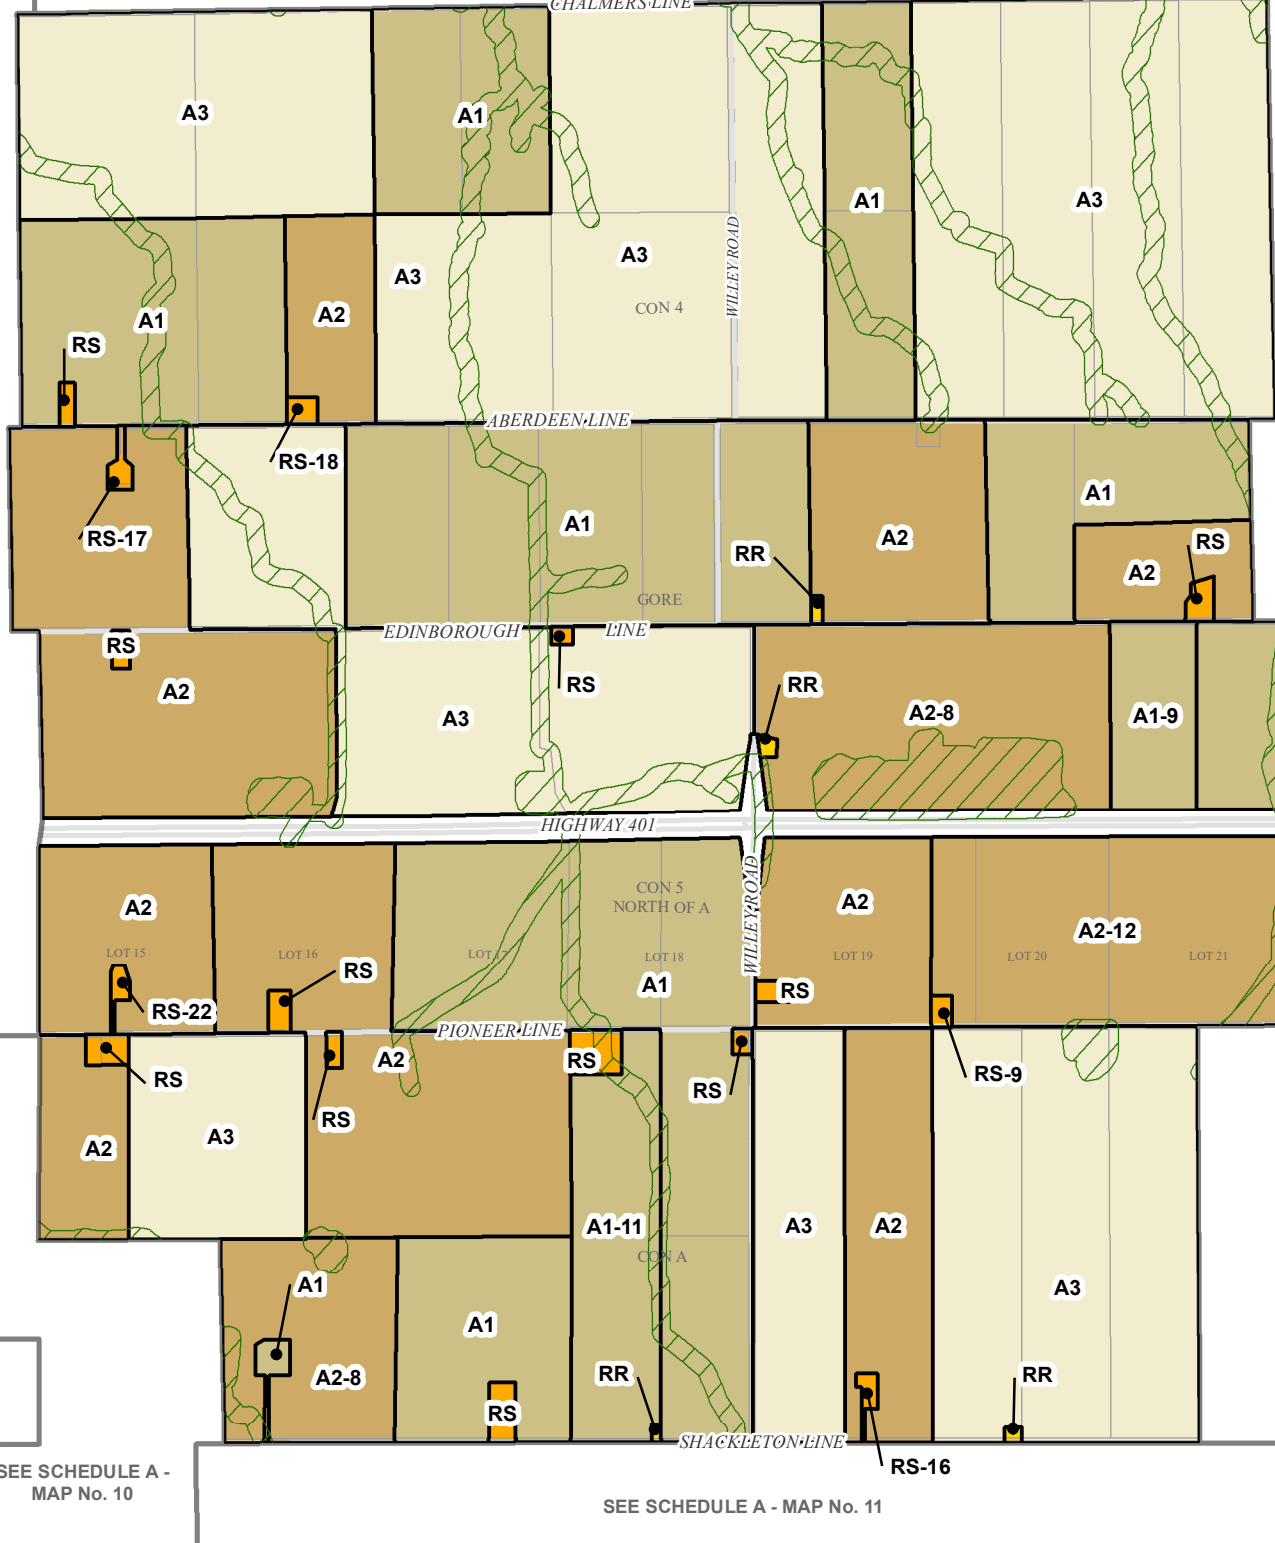 CHALMERS LINE
A3
A1
A1
A3
WILLEY ROAD
A3
A3
CON 4
A1
A2
RS
ABERDEEN LINE
RS-18
A1
A1
RS-17
A2
RS
RR
A2
GORE
EDINBOROUGH LINE
RS
A2
RS
RR
A3
A2-8
A1-9
HIGHWAY 401
CON 5
NORTH OF A
WILLEY ROAD
A2
A2
A2-12
LOT 15
LOT 16
LOT 17
LOT 18
LOT 19
LOT 20
LOT 21
RS
A1
RS
RS-22
PIONEER LINE
A2
RS
RS-9
RS
RS
RS
A3
A2
A1-11
A3
A2
CON A
A1
A3
A1
A2-8
RR
RR
RS
SHACKLETON LINE
RS-16
SEE SCHEDULE A -
MAP No. 10
SEE SCHEDULE A - MAP No. 11